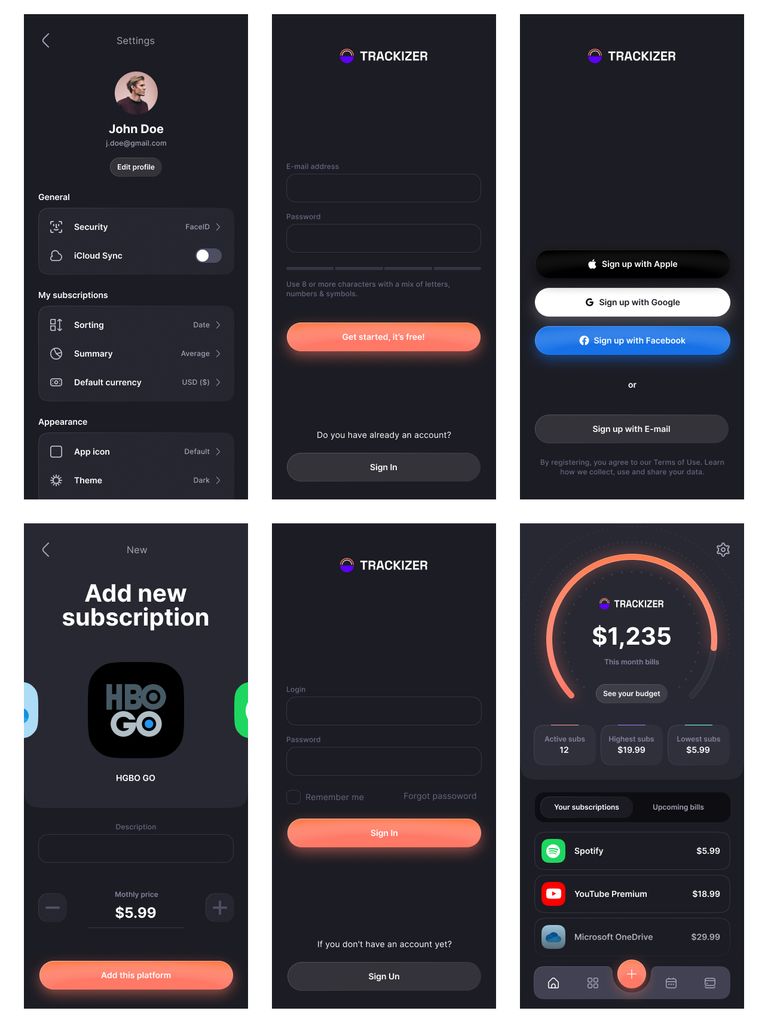 Settings
John Doe
j.doe@gmail.com
Edit profile
General
Security FaceID
iCloud Sync
My subscriptions
Sorting Date
Summary Average
Default currency USD ($)
Appearance
App icon Default
Theme Dark
TRACKIZER
E-mail address
Password
Use 8 or more characters with a mix of letters,
numbers & symbols.
Get started, it's free!
Do you have already an account?
Sign In
TRACKIZER
Sign up with Apple
Sign up with Google
Sign up with Facebook
or
Sign up with E-mail
By registering, you agree to our Terms of Use. Learn
how we collect, use and share your data.
New
Add new
subscription
HBO
GO
HGBO GO
Description
Mothly price
$5.99
Add this platform
TRACKIZER
Login
Password
Remember me Forgot passoword
Sign In
If you don't have an account yet?
Sign Un
TRACKIZER
$1,235
This month bills
See your budget
Active subs
12
Highest subs
$19.99
Lowest subs
$5.99
Your subscriptions Upcoming bills
Spotify $5.99
YouTube Premium $18.99
Microsoft OneDrive $29.99